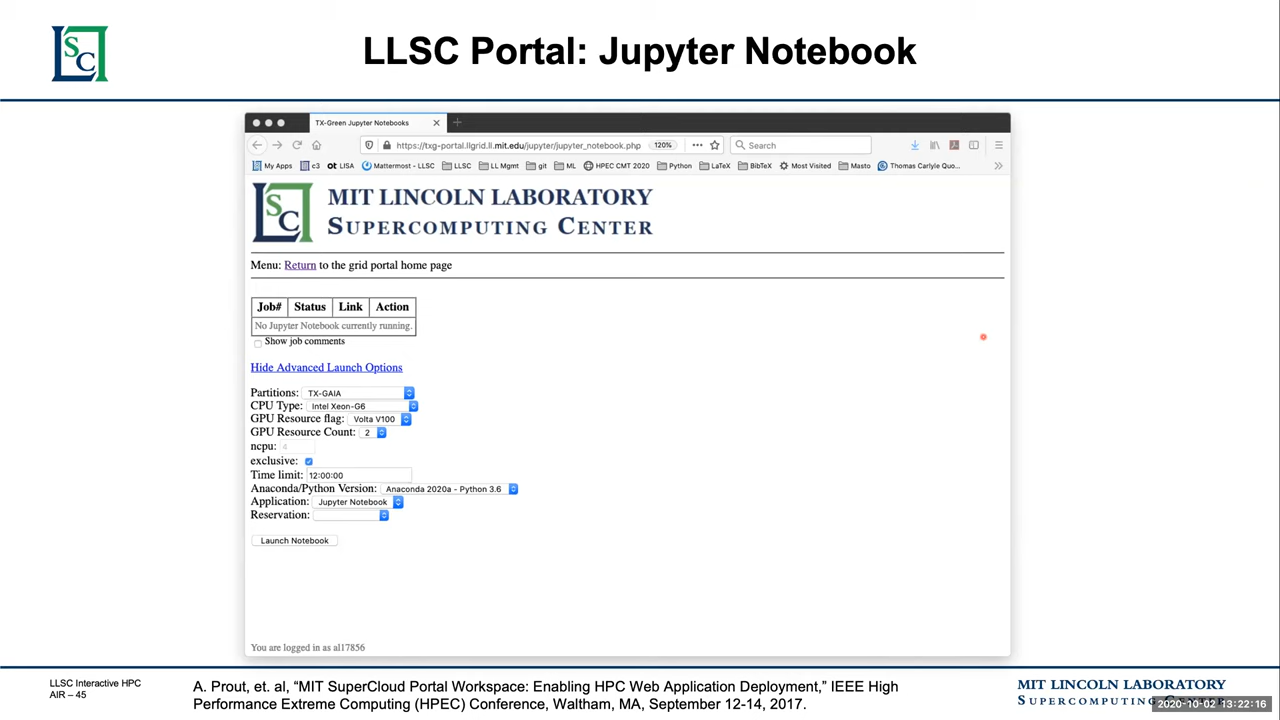 LSC
LLSC Portal: Jupyter Notebook
TX-Green Jupyter Notebooks
https://txg-portal.llgrid.ll.mit.edu/jupyter/jupyter_notebook.php 120% Search
My Apps c3 LISA Mattermost - LLSC LLSC LL Mgmt git ML HPEC CMT 2020 Python LaTeX BibTeX Most Visited Masto Thomas Carlyle Quo...
LSC
MIT LINCOLN LABORATORY
SUPERCOMPUTING CENTER
Menu: Return to the grid portal home page
Job# Status Link Action
No Jupyter Notebook currently running.
Show job comments
Hide Advanced Launch Options
Partitions: TX-GAIA
CPU Type: Intel Xeon-G6
GPU Resource flag: Volta V100
GPU Resource Count: 2
ncpu: 4
exclusive:
Time limit: 12:00:00
Anaconda/Python Version: Anaconda 2020a - Python 3.6
Application: Jupyter Notebook
Reservation:
Launch Notebook
You are logged in as al17856
LLSC Interactive HPC
AIR – 45
A. Prout, et. al, “MIT SuperCloud Portal Workspace: Enabling HPC Web Application Deployment,” IEEE High
Performance Extreme Computing (HPEC) Conference, Waltham, MA, September 12-14, 2017.
MIT LINCOLN LABORATORY
2020-10-02 13:22:16